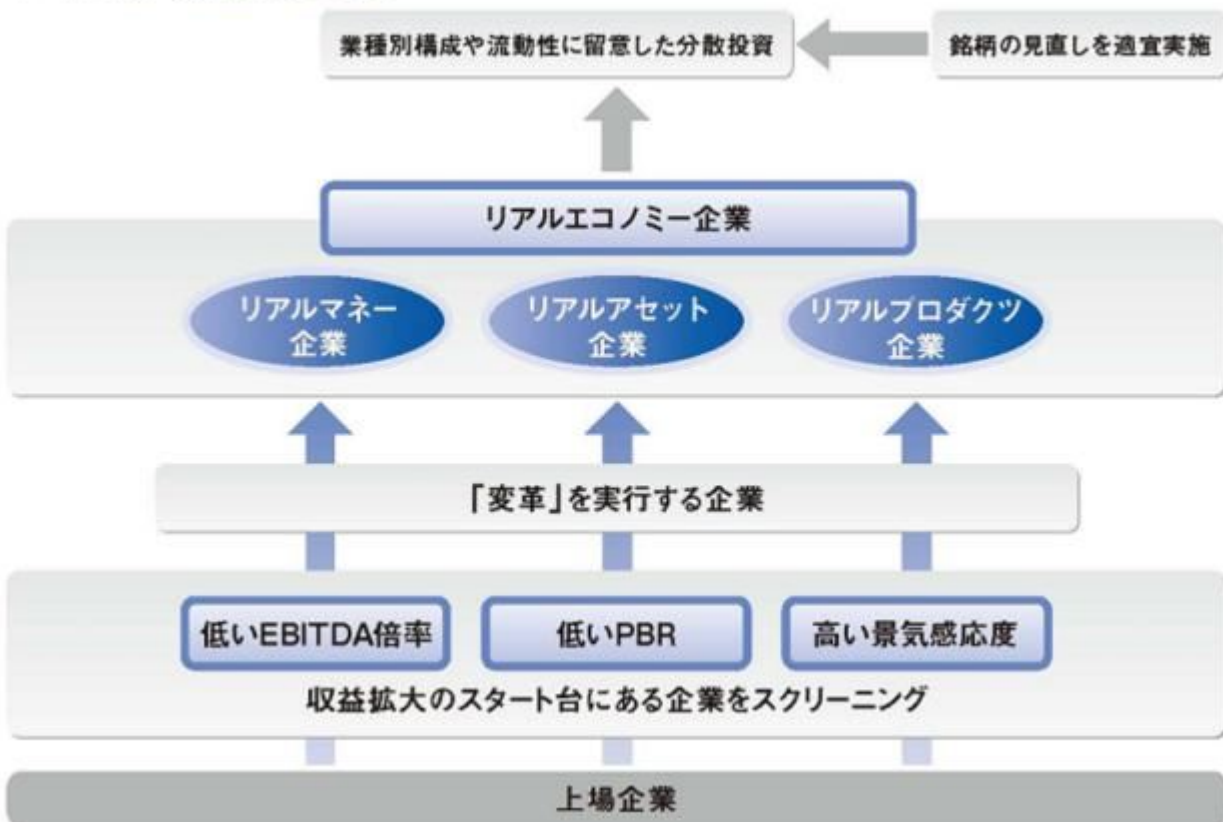 業種別構成や流動性に留意した分散投資
銘柄の見直しを適宜実施
リアルエコノミー企業
リアルマネー
企業
リアルアセット
企業
リアルプロダクツ
企業
「変革」を実行する企業
低いEBITDA倍率
低いPBR
高い景気感応度
収益拡大のスタート台にある企業をスクリーニング
上場企業